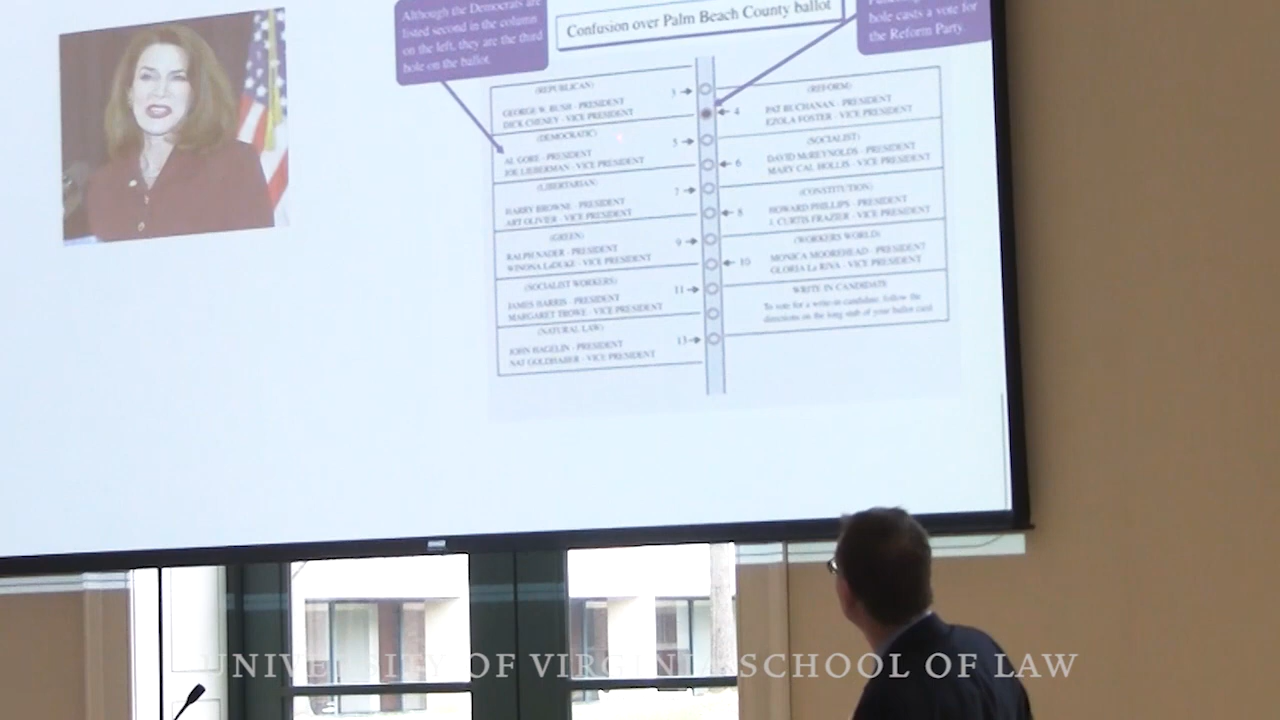 Although the Democrats are
listed second in the column
on the left, they are the third
hole on the ballot.
Confusion over Palm Beach County ballot
hole casts a vote for
the Reform Party.
(REPUBLICAN)
GEORGE W. BUSH - PRESIDENT
DICK CHENEY - VICE PRESIDENT
3
(DEMOCRATIC)
AL GORE - PRESIDENT
JOE LIEBERMAN - VICE PRESIDENT
5
(LIBERTARIAN)
HARRY BROWNE - PRESIDENT
ART OLIVIER - VICE PRESIDENT
7
(GREEN)
RALPH NADER - PRESIDENT
WINONA LaDUKE - VICE PRESIDENT
9
(SOCIALIST WORKERS)
JAMES HARRIS - PRESIDENT
MARGARET TROWE - VICE PRESIDENT
11
(NATURAL LAW)
JOHN HAGELIN - PRESIDENT
NAT GOLDHABER - VICE PRESIDENT
13
(REFORM)
4
PAT BUCHANAN - PRESIDENT
EZOLA FOSTER - VICE PRESIDENT
(SOCIALIST)
6
DAVID McREYNOLDS - PRESIDENT
MARY CAL HOLLIS - VICE PRESIDENT
(CONSTITUTION)
8
HOWARD PHILLIPS - PRESIDENT
J. CURTIS FRAZIER - VICE PRESIDENT
(WORKERS WORLD)
10
MONICA MOOREHEAD - PRESIDENT
GLORIA La RIVA - VICE PRESIDENT
WRITE IN CANDIDATE
To vote for a write-in candidate, follow the
directions on the long stub of your ballot card.
UNIVERSITY OF VIRGINIA SCHOOL OF LAW